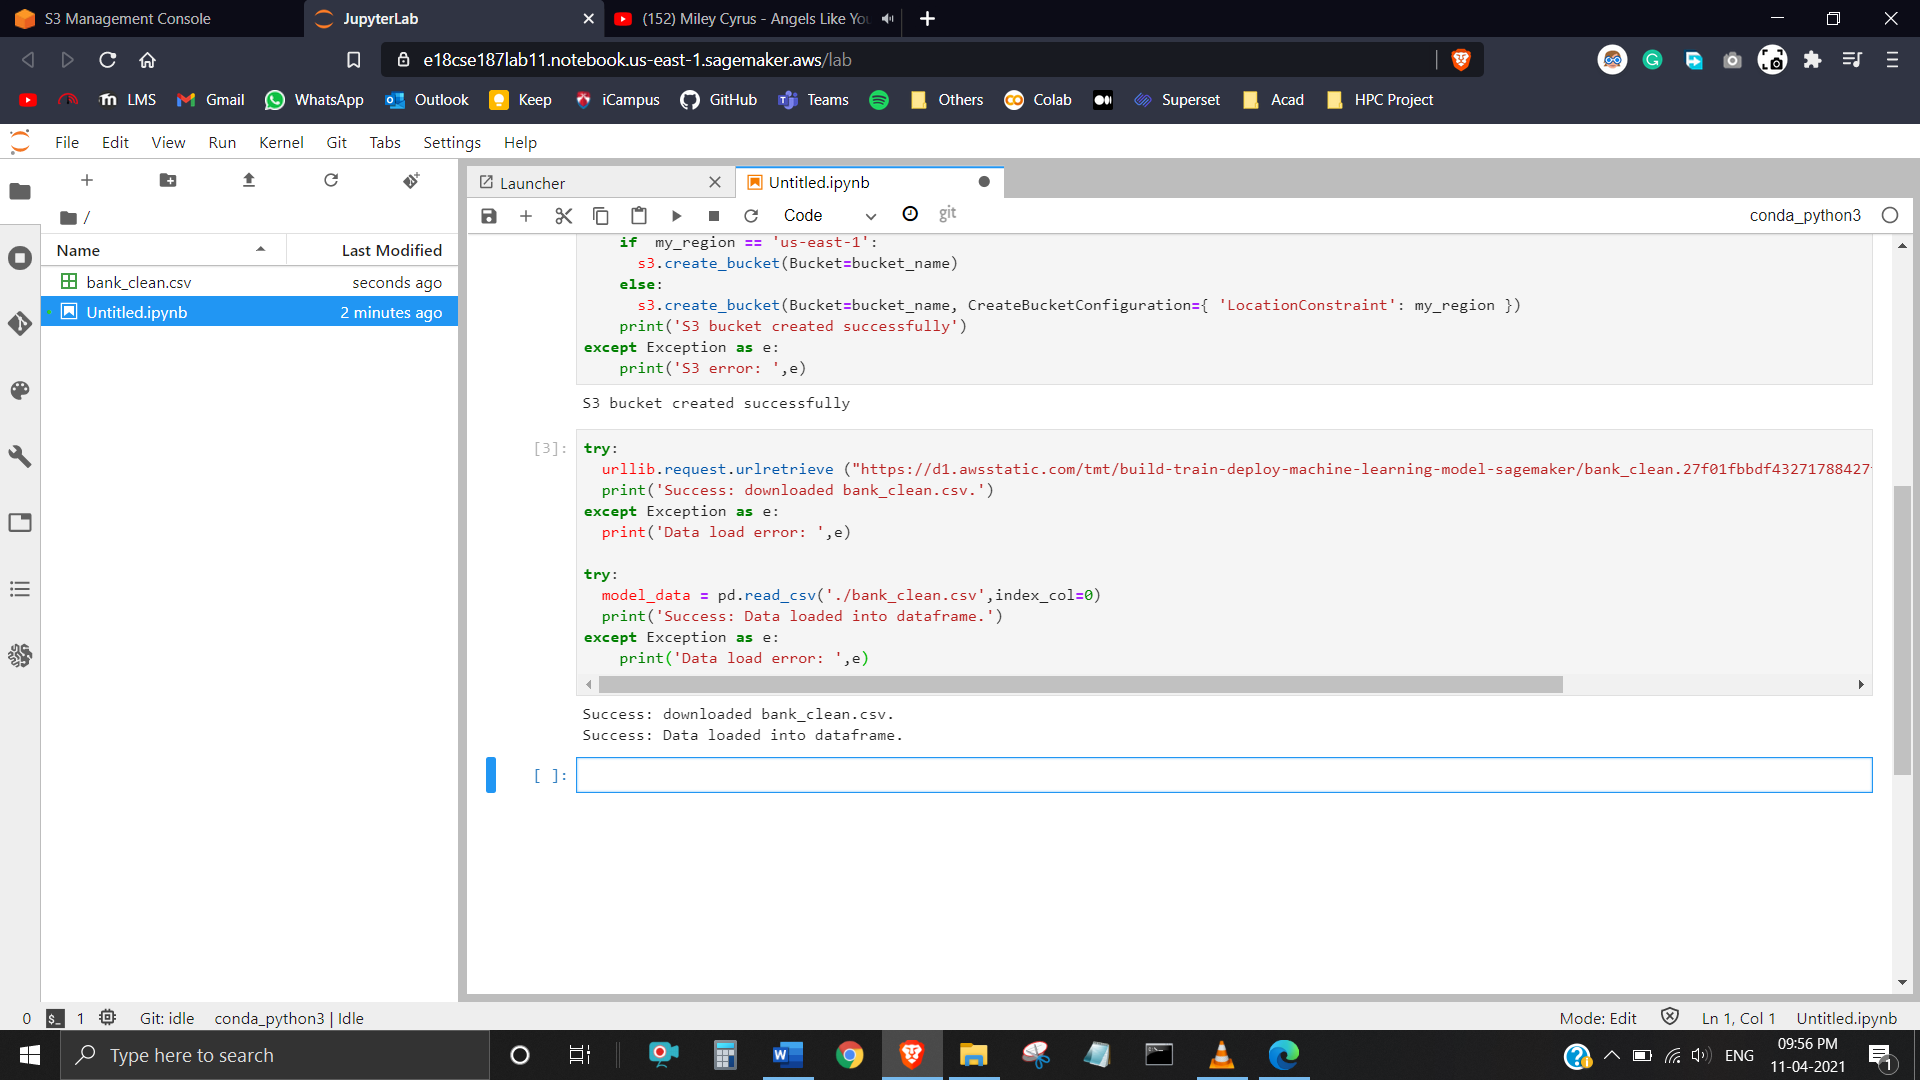 S3 Management Console
JupyterLab
(152) Miley Cyrus - Angels Like You
e18cse187lab11.notebook.us-east-1.sagemaker.aws/lab
LMS Gmail WhatsApp Outlook Keep iCampus GitHub Teams Others Colab Superset Acad HPC Project
File Edit View Run Kernel Git Tabs Settings Help
/
Name Last Modified
bank_clean.csv seconds ago
Untitled.ipynb 2 minutes ago
Launcher
Untitled.ipynb
Code git conda_python3
if  my_region == 'us-east-1':
s3.create_bucket(Bucket=bucket_name)
else:
s3.create_bucket(Bucket=bucket_name, CreateBucketConfiguration={ 'LocationConstraint': my_region })
print('S3 bucket created successfully')
except Exception as e:
print('S3 error: ',e)
S3 bucket created successfully
[3]: try:
urllib.request.urlretrieve ("https://d1.awsstatic.com/tmt/build-train-deploy-machine-learning-model-sagemaker/bank_clean.27f01fbbdf43271788427
print('Success: downloaded bank_clean.csv.')
except Exception as e:
print('Data load error: ',e)
try:
model_data = pd.read_csv('./bank_clean.csv',index_col=0)
print('Success: Data loaded into dataframe.')
except Exception as e:
print('Data load error: ',e)
Success: downloaded bank_clean.csv.
Success: Data loaded into dataframe.
[ ]:
0 $_ 1 Git: idle conda_python3 | Idle Mode: Edit Ln 1, Col 1 Untitled.ipynb
Type here to search
ENG
09:56 PM
11-04-2021
1